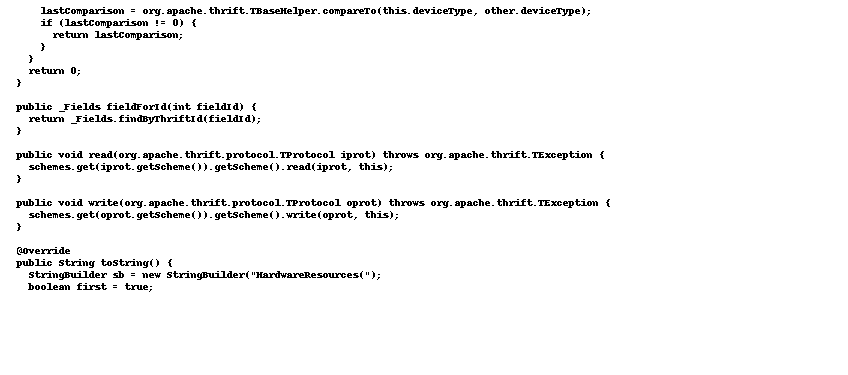 lastComparison = org.apache.thrift.TBaseHelper.compareTo(this.deviceType, other.deviceType);
if (lastComparison != 0) {
return lastComparison;
}
}
return 0;
}
public _Fields fieldForId(int fieldId) {
return _Fields.findByThriftId(fieldId);
}
public void read(org.apache.thrift.protocol.TProtocol iprot) throws org.apache.thrift.TException {
schemes.get(iprot.getScheme()).getScheme().read(iprot, this);
}
public void write(org.apache.thrift.protocol.TProtocol oprot) throws org.apache.thrift.TException {
schemes.get(oprot.getScheme()).getScheme().write(oprot, this);
}
@Override
public String toString() {
StringBuilder sb = new StringBuilder("HardwareResources(");
boolean first = true;